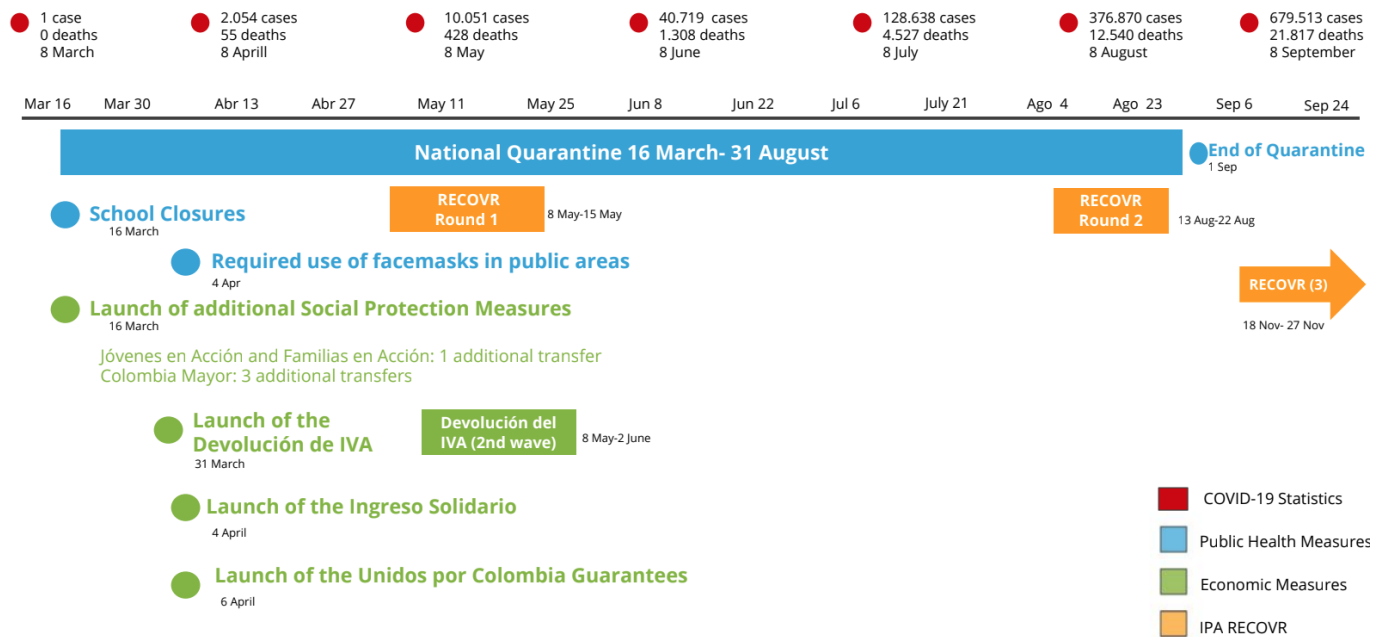 1 case
0 deaths
8 March
2.054 cases
55 deaths
8 Aprill
10.051 cases
428 deaths
8 May
40.719 cases
1.308 deaths
8 June
128.638 cases
4.527 deaths
8 July
376.870 cases
12.540 deaths
8 August
679.513 cases
21.817 deaths
8 September
Mar 16 Mar 30 Abr 13 Abr 27 May 11 May 25 Jun 8 Jun 22 Jul 6 July 21 Ago 4 Ago 23 Sep 6 Sep 24
National Quarantine 16 March- 31 August
End of Quarantine
1 Sep
School Closures
16 March
RECOVR
Round 1
8 May-15 May
RECOVR
Round 2
13 Aug-22 Aug
Required use of facemasks in public areas
4 Apr
RECOVR (3)
18 Nov- 27 Nov
Launch of additional Social Protection Measures
16 March
Jóvenes en Acción and Familias en Acción: 1 additional transfer
Colombia Mayor: 3 additional transfers
Launch of the
Devolución de IVA
31 March
Devolución del
IVA (2nd wave)
8 May-2 June
Launch of the Ingreso Solidario
4 April
Launch of the Unidos por Colombia Guarantees
6 April
COVID-19 Statistics
Public Health Measures
Economic Measures
IPA RECOVR